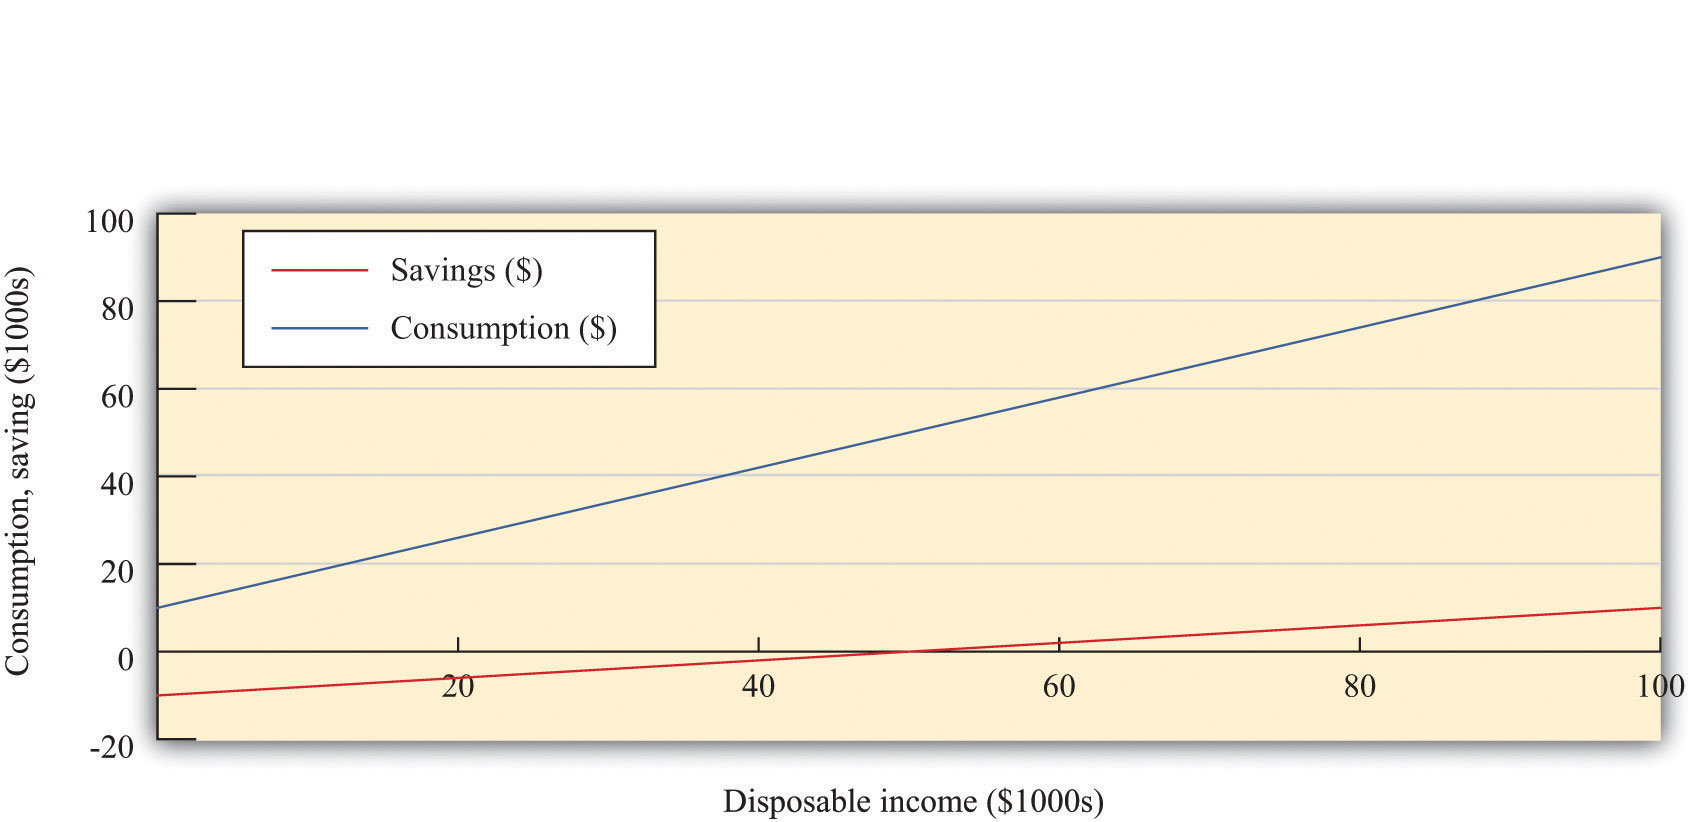 Consumption, saving ($1000s)
100
80
60
40
20
0
-20
Savings ($)
Consumption ($)
20 40 60 80 100
Disposable income ($1000s)